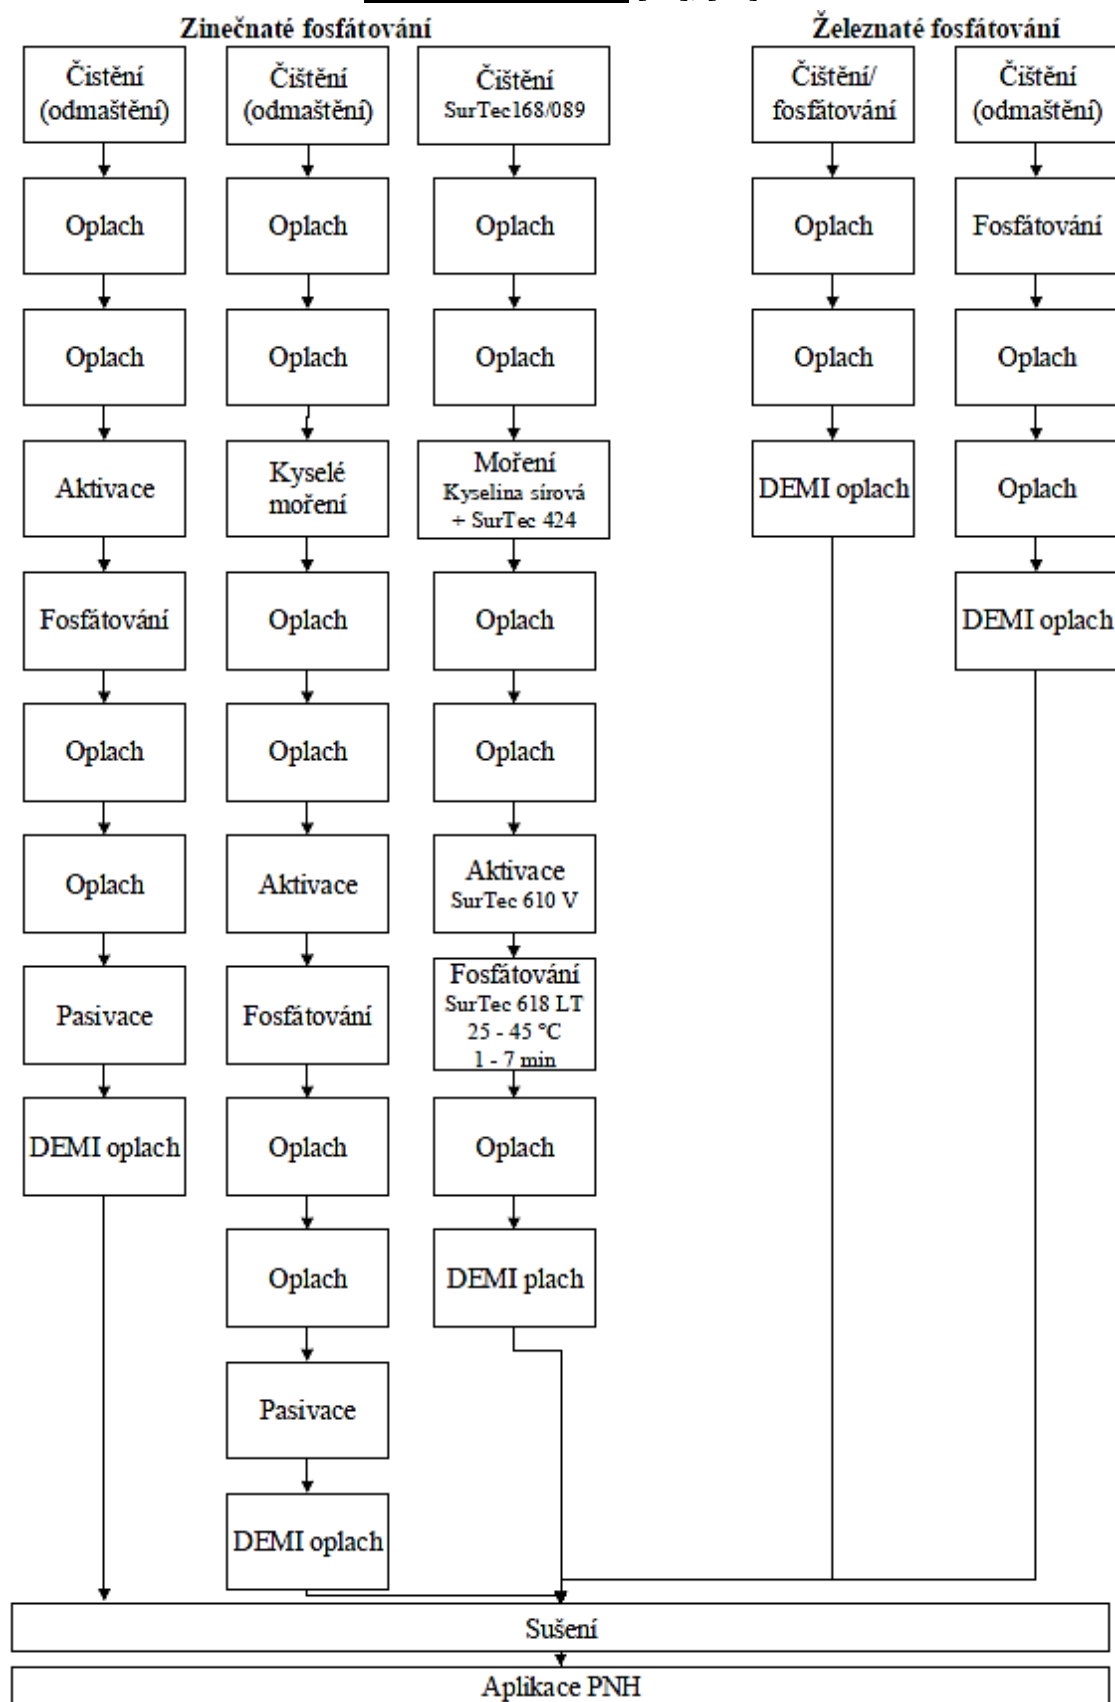 Zinečnaté fosfátování
Čistění
(odmaštění)
Oplach
Oplach
Aktivace
Fosfátování
Oplach
Oplach
Pasivace
DEMI oplach
Čištění
(odmaštění)
Oplach
Oplach
Kyselé
moření
Oplach
Oplach
Aktivace
Fosfátování
Oplach
Oplach
Pasivace
DEMI oplach
Čištění
SurTec168/089
Oplach
Oplach
Moření
Kyselina sírová
+ SurTec 424
Oplach
Oplach
Aktivace
SurTec 610 V
Fosfátování
SurTec 618 LT
25 - 45 °C
1 - 7 min
Oplach
DEMI plach
Železnaté fosfátování
Čištění/
fosfátování
Oplach
Oplach
DEMI oplach
Čištění
(odmaštění)
Fosfátování
Oplach
Oplach
DEMI oplach
Sušení
Aplikace PNH